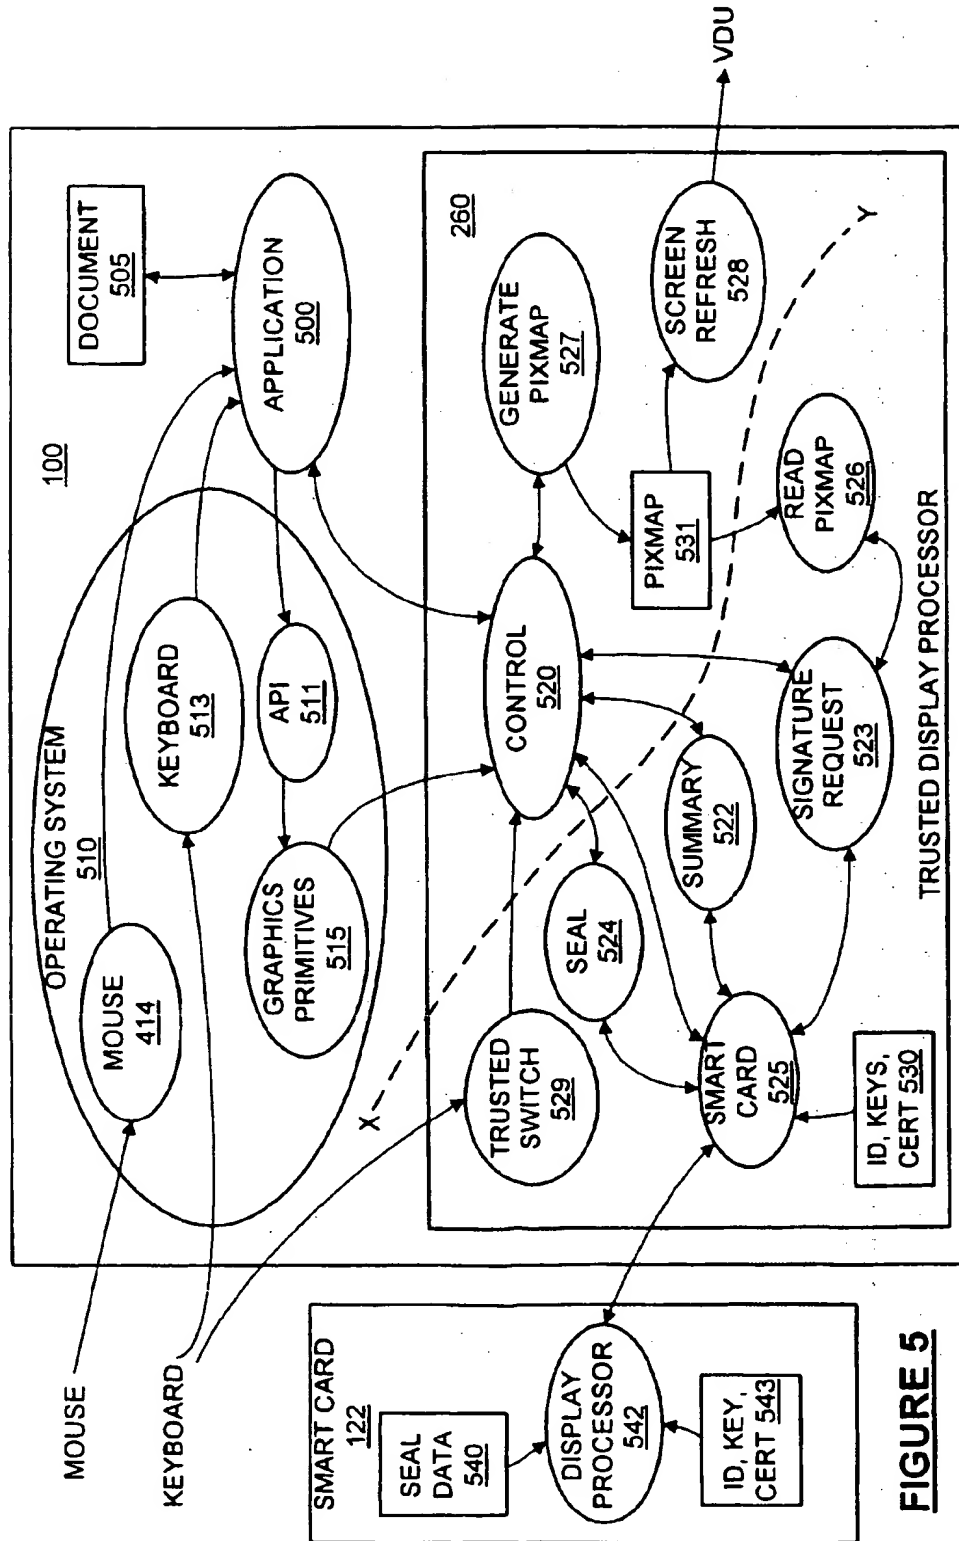 MOUSE
KEYBOARD
SMART CARD
122
SEAL
DATA
540
DISPLAY
PROCESSOR
542
ID, KEY,
CERT 543
100
OPERATING SYSTEM
510
MOUSE
414
KEYBOARD
513
API
511
GRAPHICS
PRIMITIVES
515
DOCUMENT
505
APPLICATION
500
X
260
TRUSTED
SWITCH
529
CONTROL
520
GENERATE
PIXMAP
527
SEAL
524
PIXMAP
531
SCREEN
REFRESH
528
VDU
Y
SUMMARY
522
SMART
CARD
525
SIGNATURE
REQUEST
523
READ
PIXMAP
526
ID, KEYS,
CERT 530
TRUSTED DISPLAY PROCESSOR
FIGURE 5